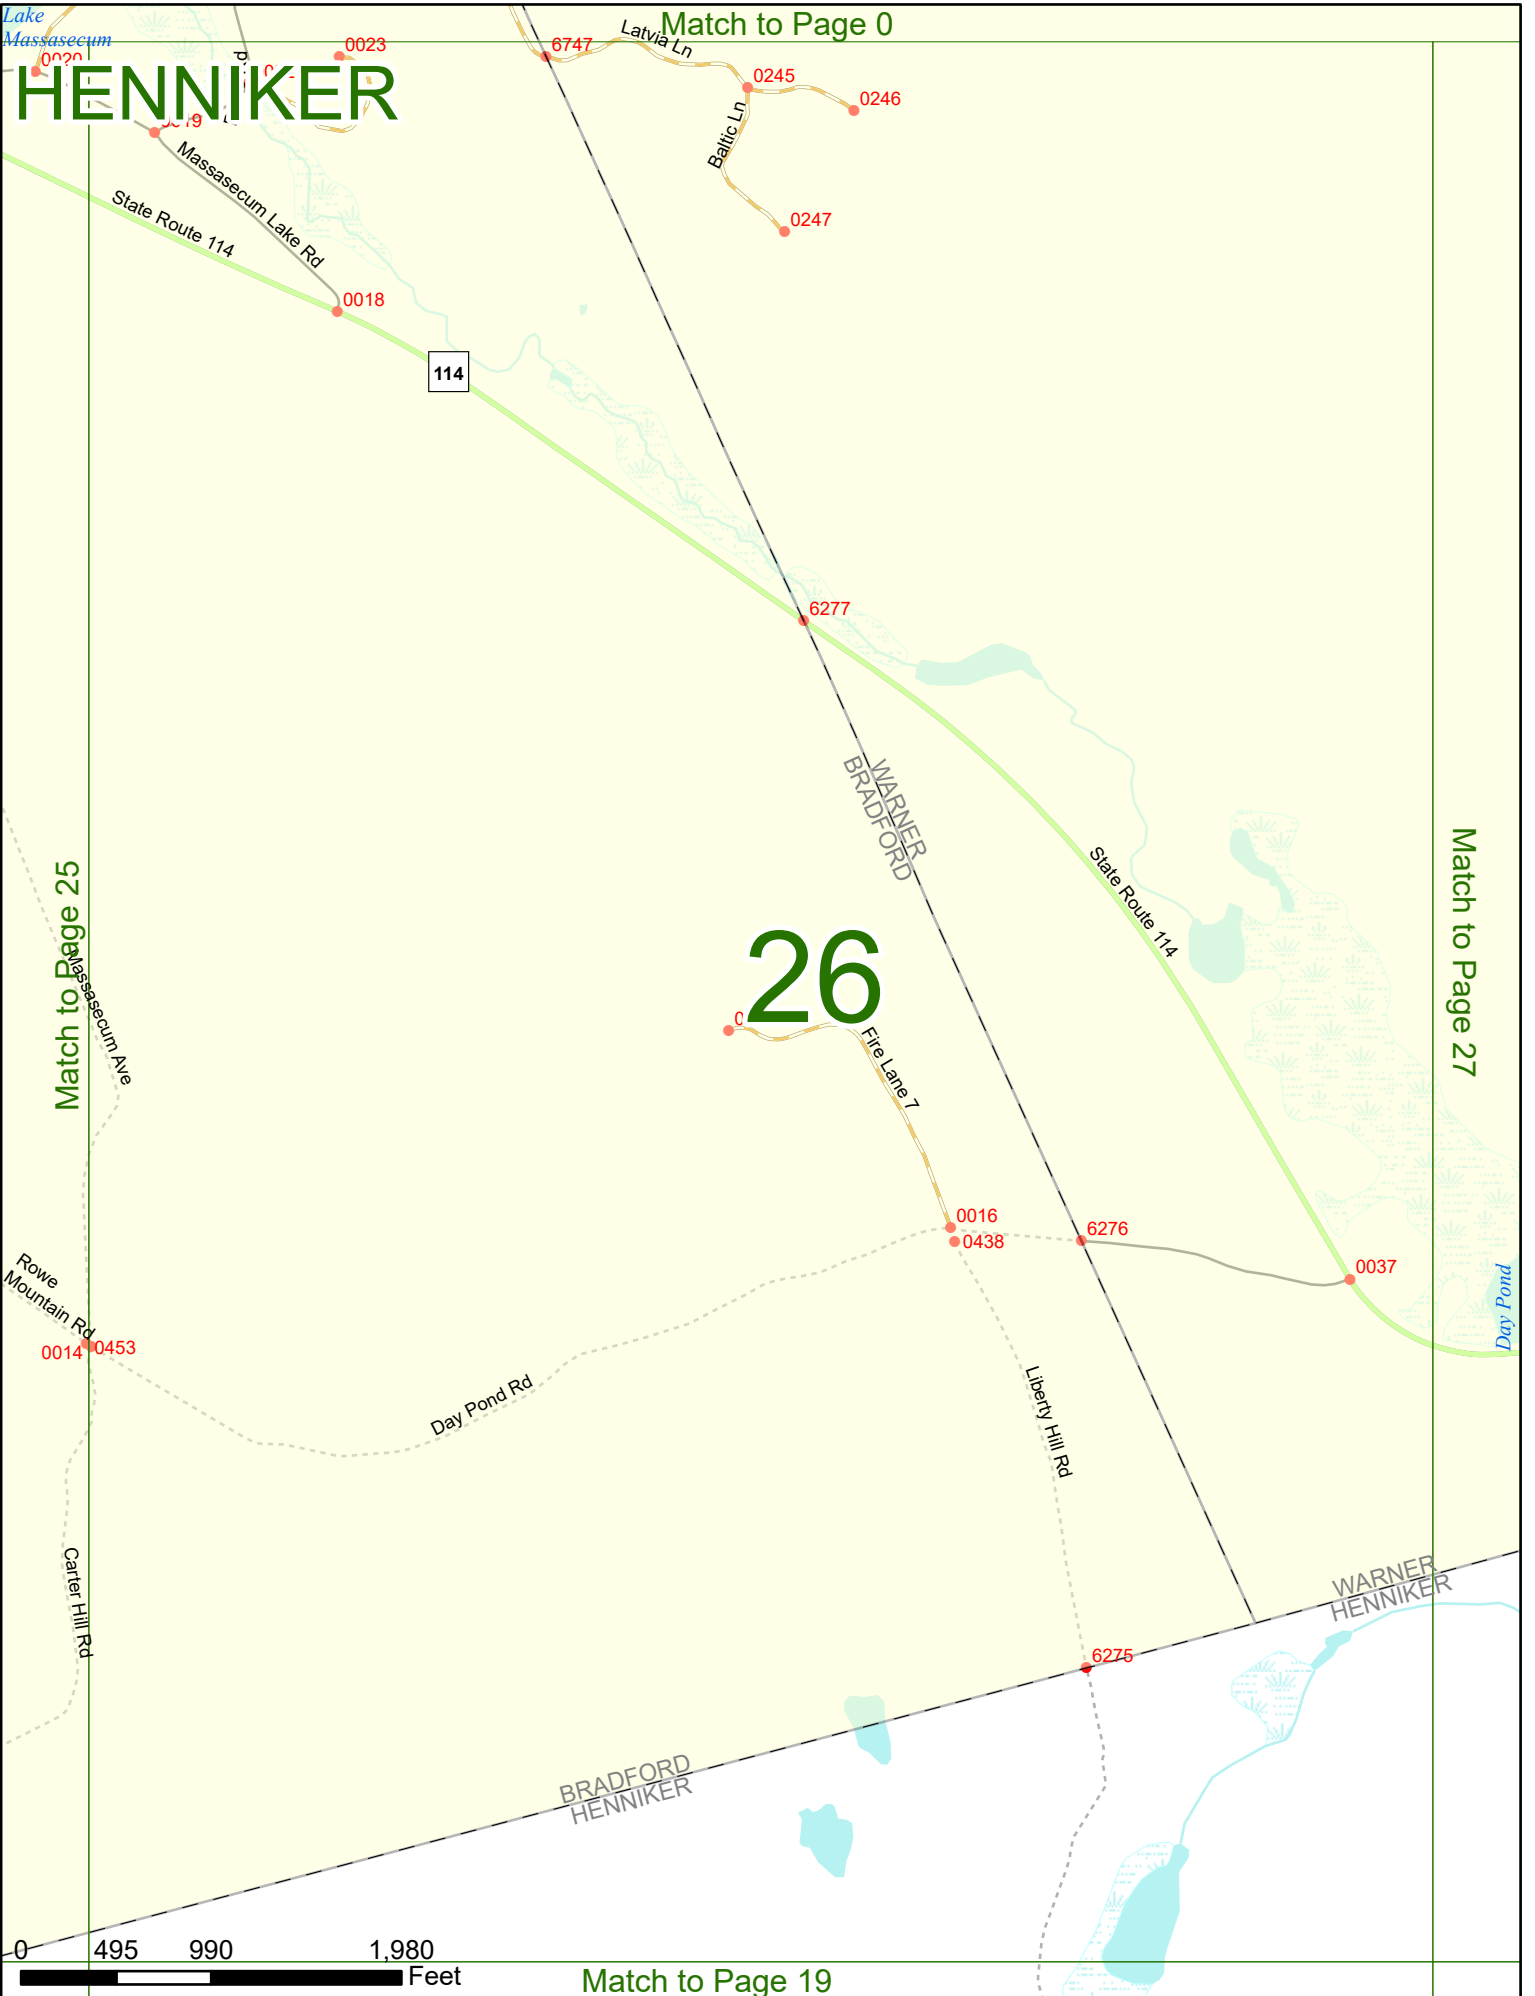 Lake
Massasecum
Match to Page 0
HENNIKER
0020
0023
6747
Latvia Ln
0245
0246
Baltic Ln
0247
0019
Massasecum Lake Rd
State Route 114
0018
114
6277
WARNER
BRADFORD
State Route 114
Match to Page 25
Match to Page 27
Massasecum Ave
26
Fire Lane 7
0016
0438
6276
0037
Day Pond
Rowe
Mountain Rd
0014
0453
Day Pond Rd
Liberty Hill Rd
Carter Hill Rd
WARNER
HENNIKER
6275
BRADFORD
HENNIKER
0 495 990 1,980
Feet
Match to Page 19